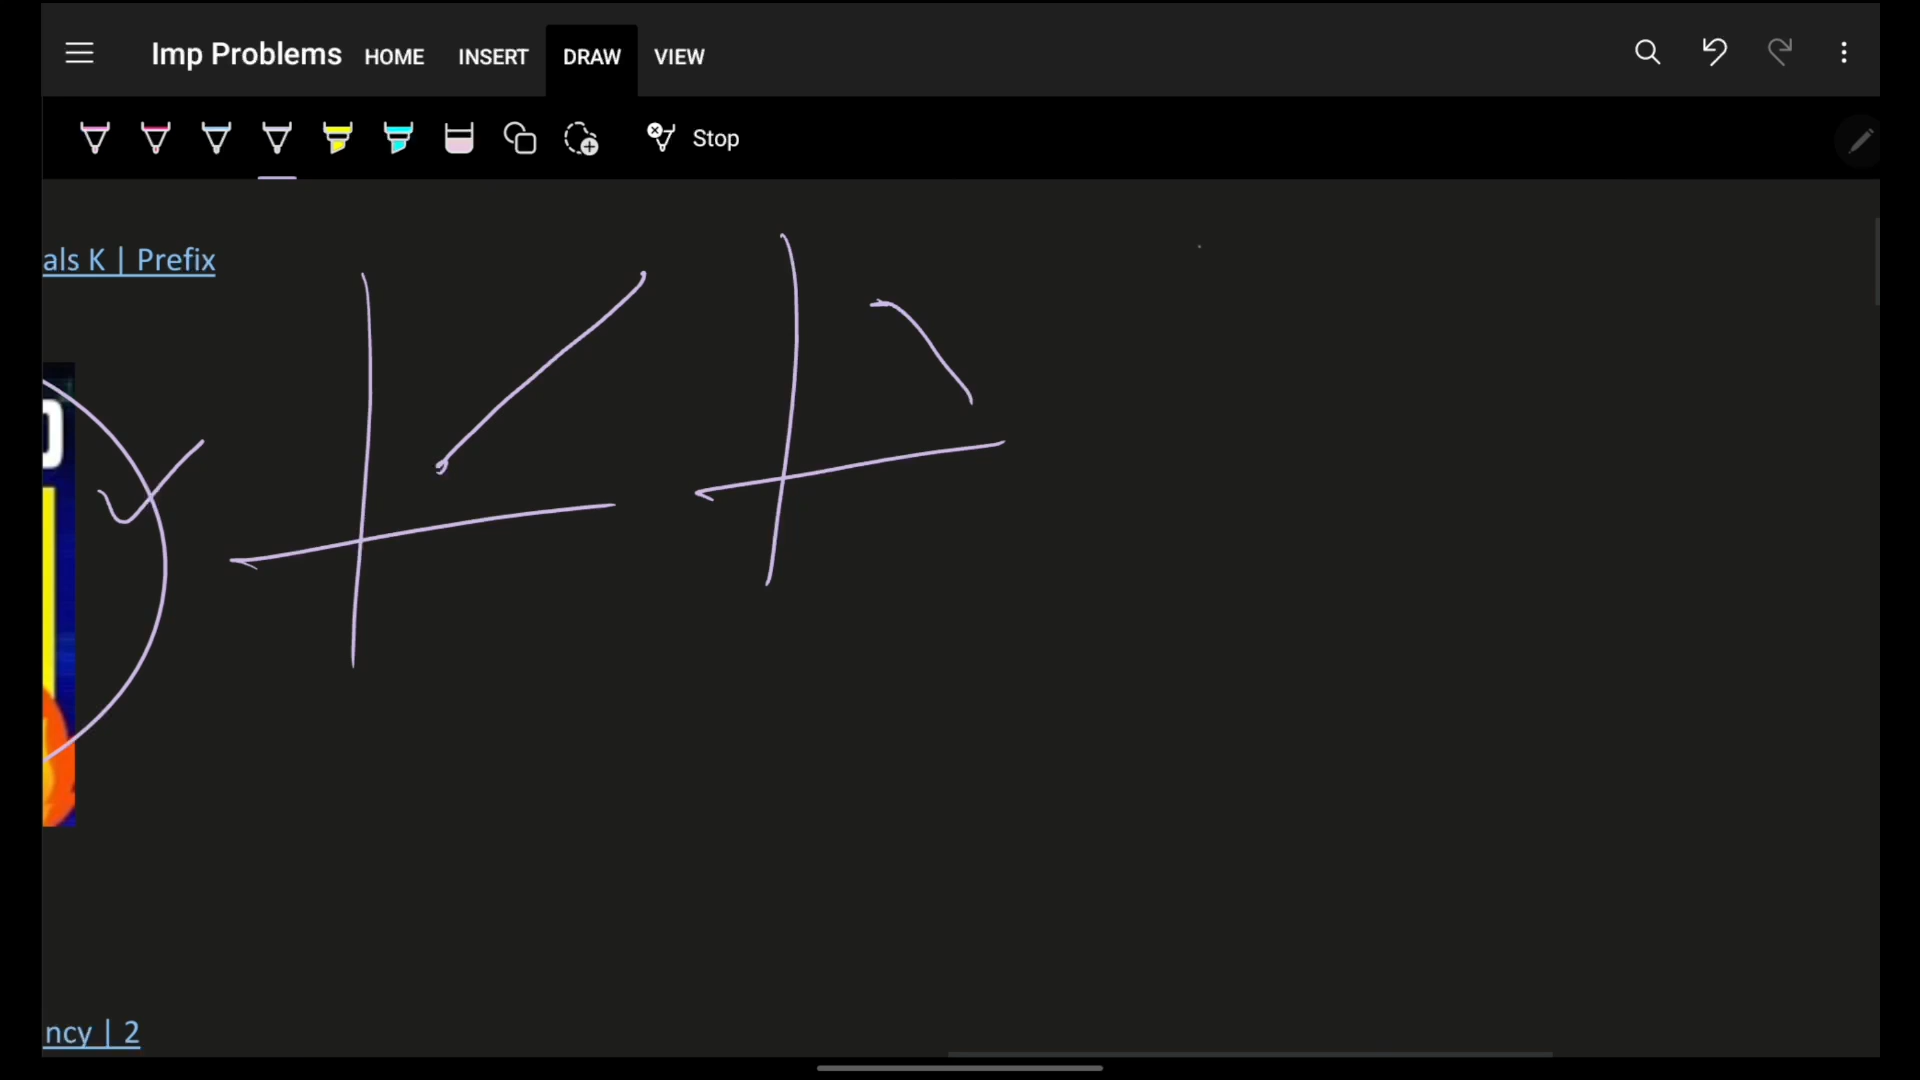 Imp Problems HOME INSERT DRAW VIEW
Stop
als K | Prefix
ncy | 2